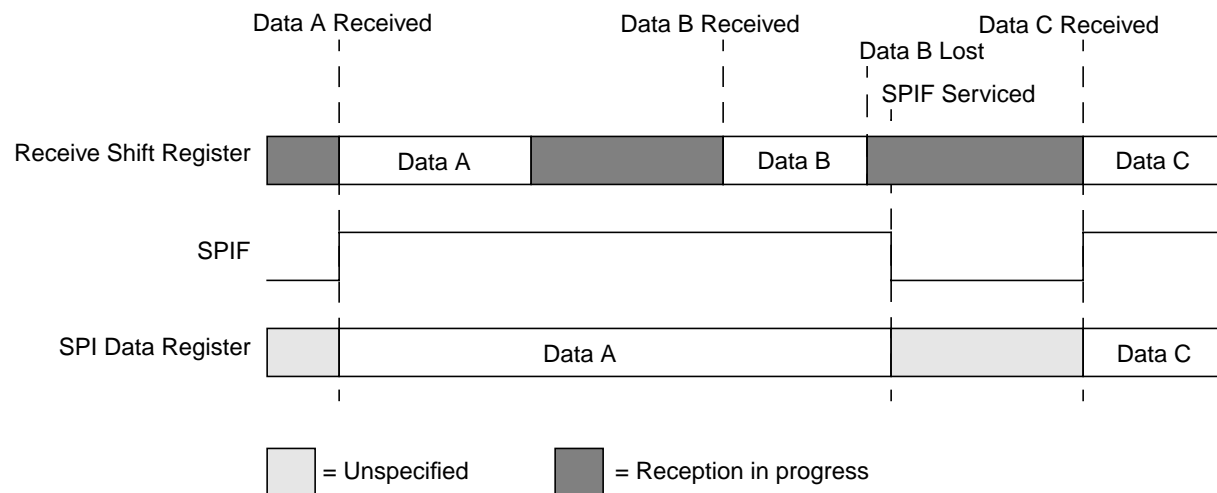 Data A Received
Data B Received
Data C Received
Data B Lost
SPIF Serviced
Receive Shift Register
Data A
Data B
Data C
SPIF
SPI Data Register
Data A
Data C
= Unspecified
= Reception in progress